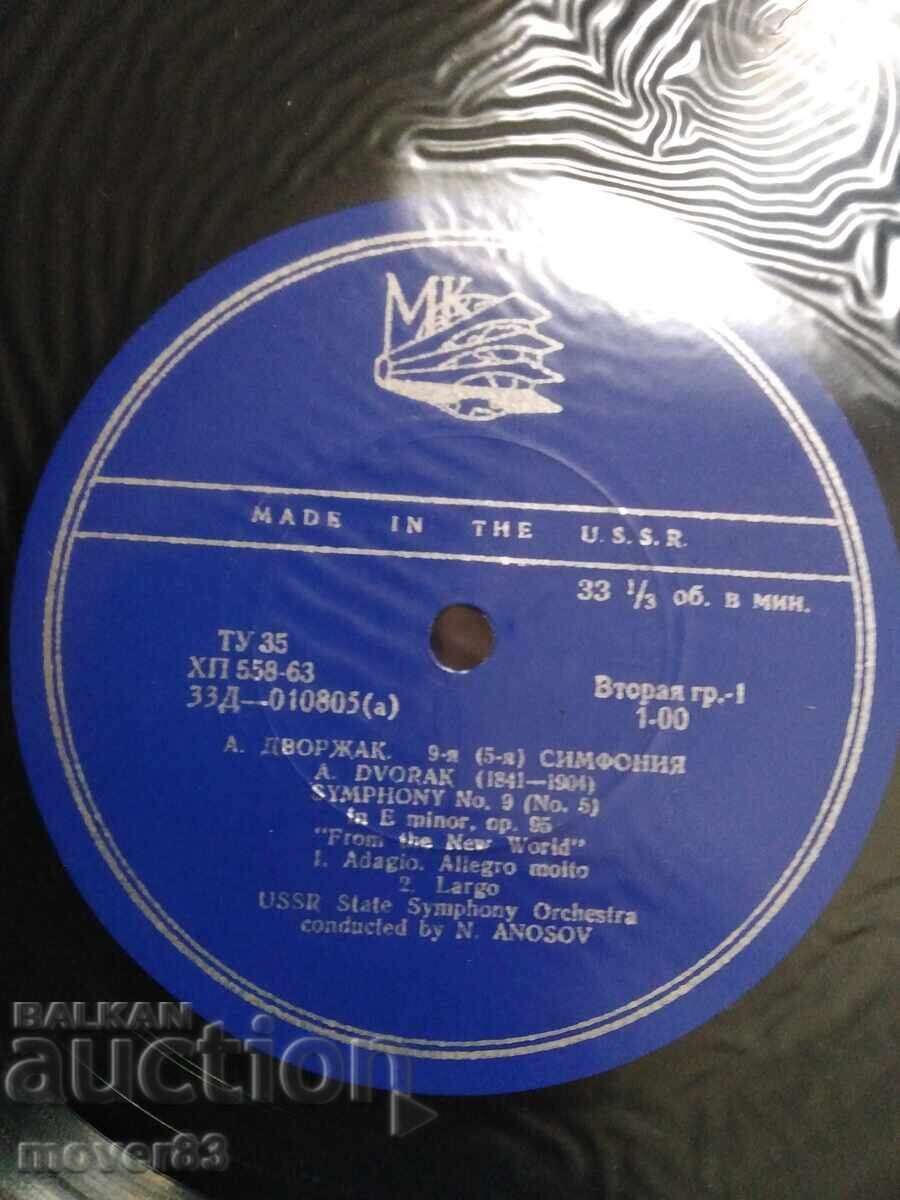 МК
MADE IN THE U.S.S.R.
33 1/3 об. в мин.
ТУ 35
ХП 558-63
33Д—010805(а)
Вторая гр.-1
1-00
А. ДВОРЖАК. 9-я (5-я) СИМФОНИЯ
A. DVORAK (1841—1904)
SYMPHONY No. 9 (No. 5)
in E minor, op. 95
"From the New World"
1. Adagio. Allegro molto
2. Largo
USSR State Symphony Orchestra
conducted by N. ANOSOV
BALKAN
auction
mover83